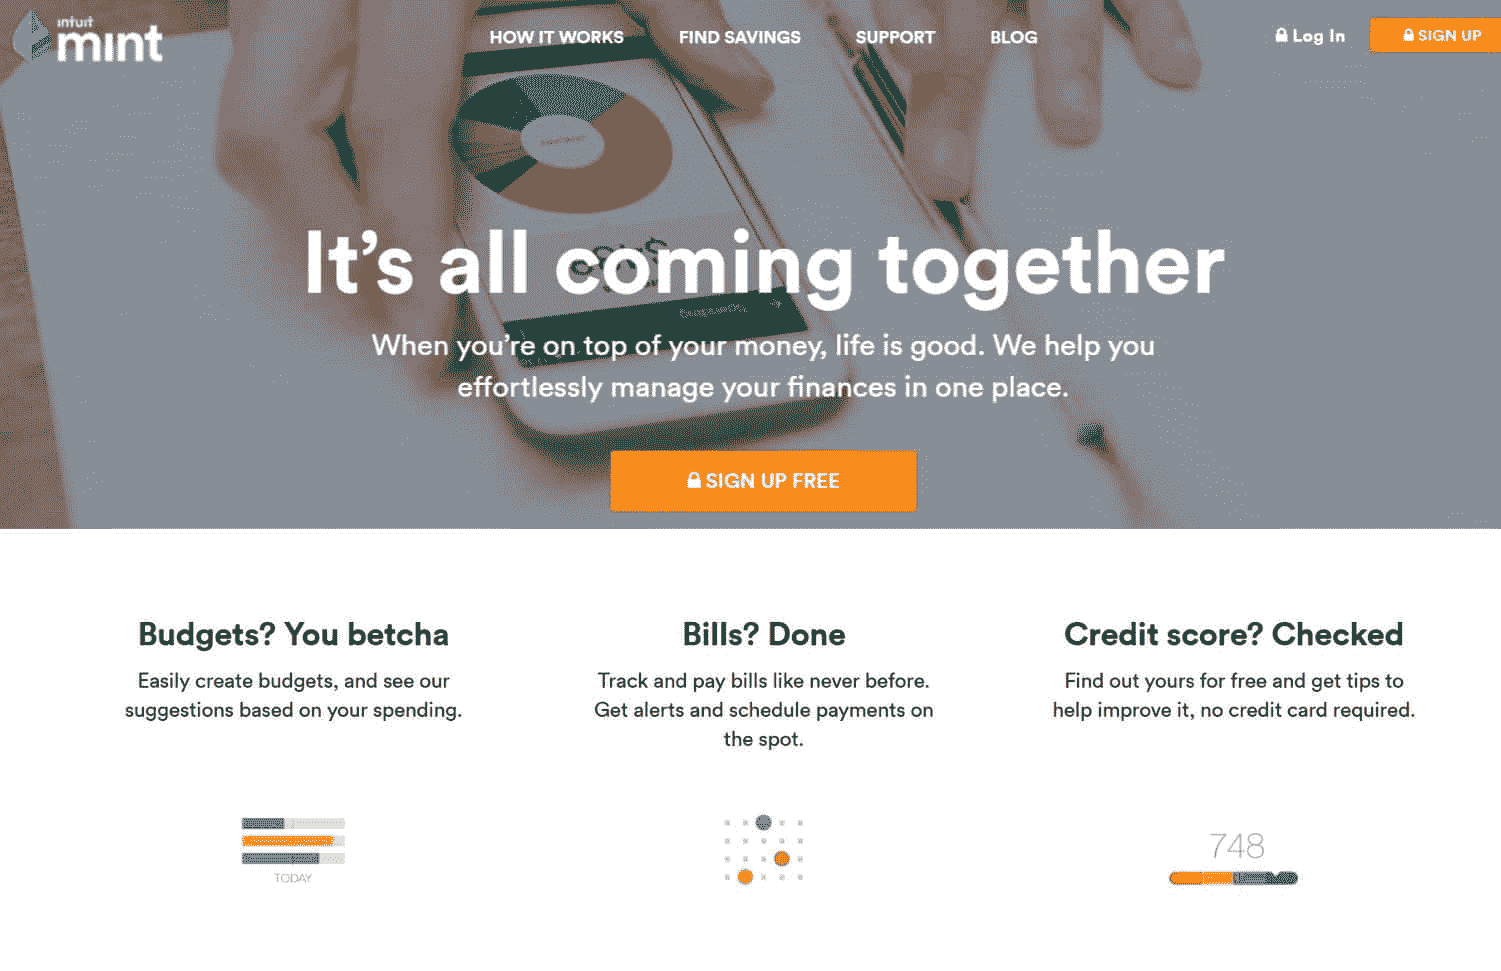 intuit
mint
HOW IT WORKS
FIND SAVINGS
SUPPORT
BLOG
Log In
SIGN UP
It's all coming together
When you're on top of your money, life is good. We help you
effortlessly manage your finances in one place.
SIGN UP FREE
Budgets? You betcha
Easily create budgets, and see our
suggestions based on your spending.
TODAY
Bills? Done
Track and pay bills like never before.
Get alerts and schedule payments on
the spot.
Credit score? Checked
Find out yours for free and get tips to
help improve it, no credit card required.
748